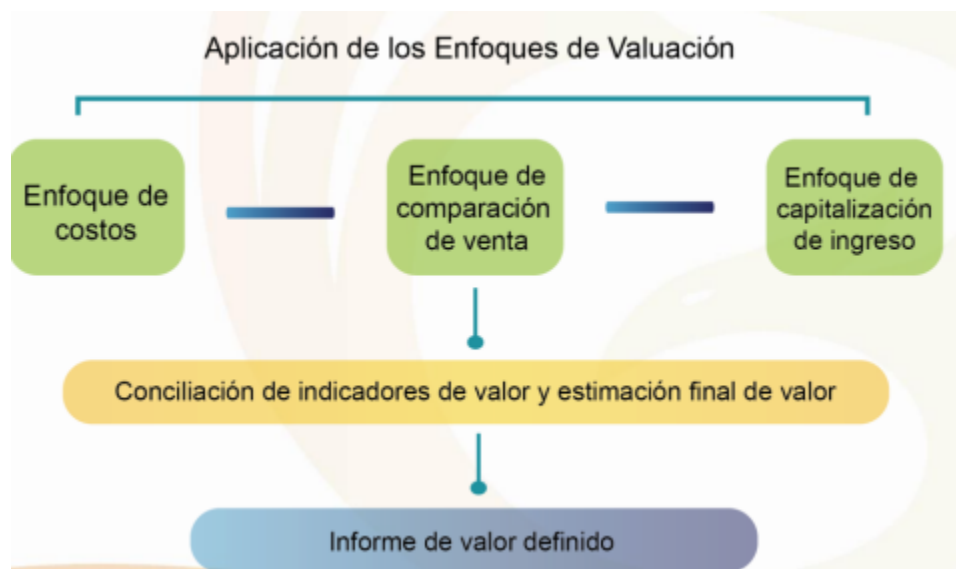 Aplicación de los Enfoques de Valuación
Enfoque de
costos
Enfoque de
comparación
de venta
Enfoque de
capitalización
de ingreso
Conciliación de indicadores de valor y estimación final de valor
Informe de valor definido